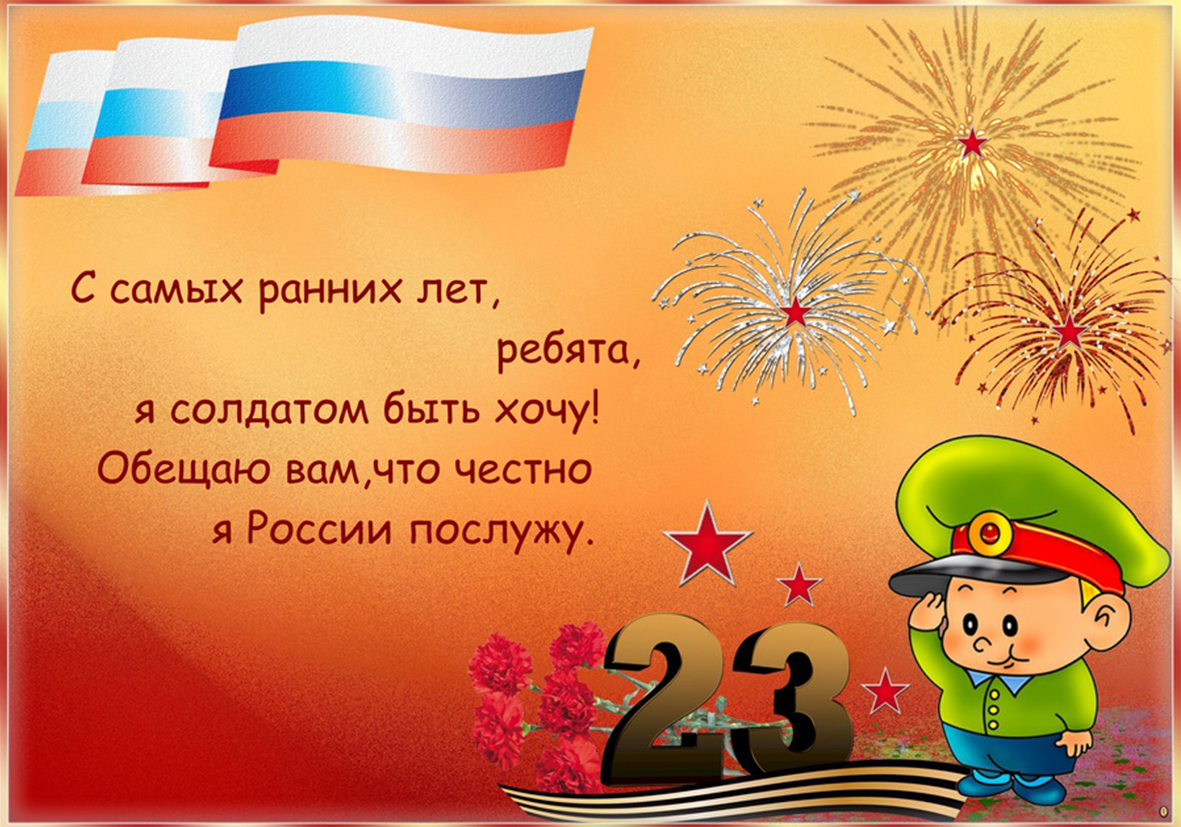 С самых ранних лет,
ребята,
я солдатом быть хочу!
Обещаю вам,что честно
я России послужу.
23